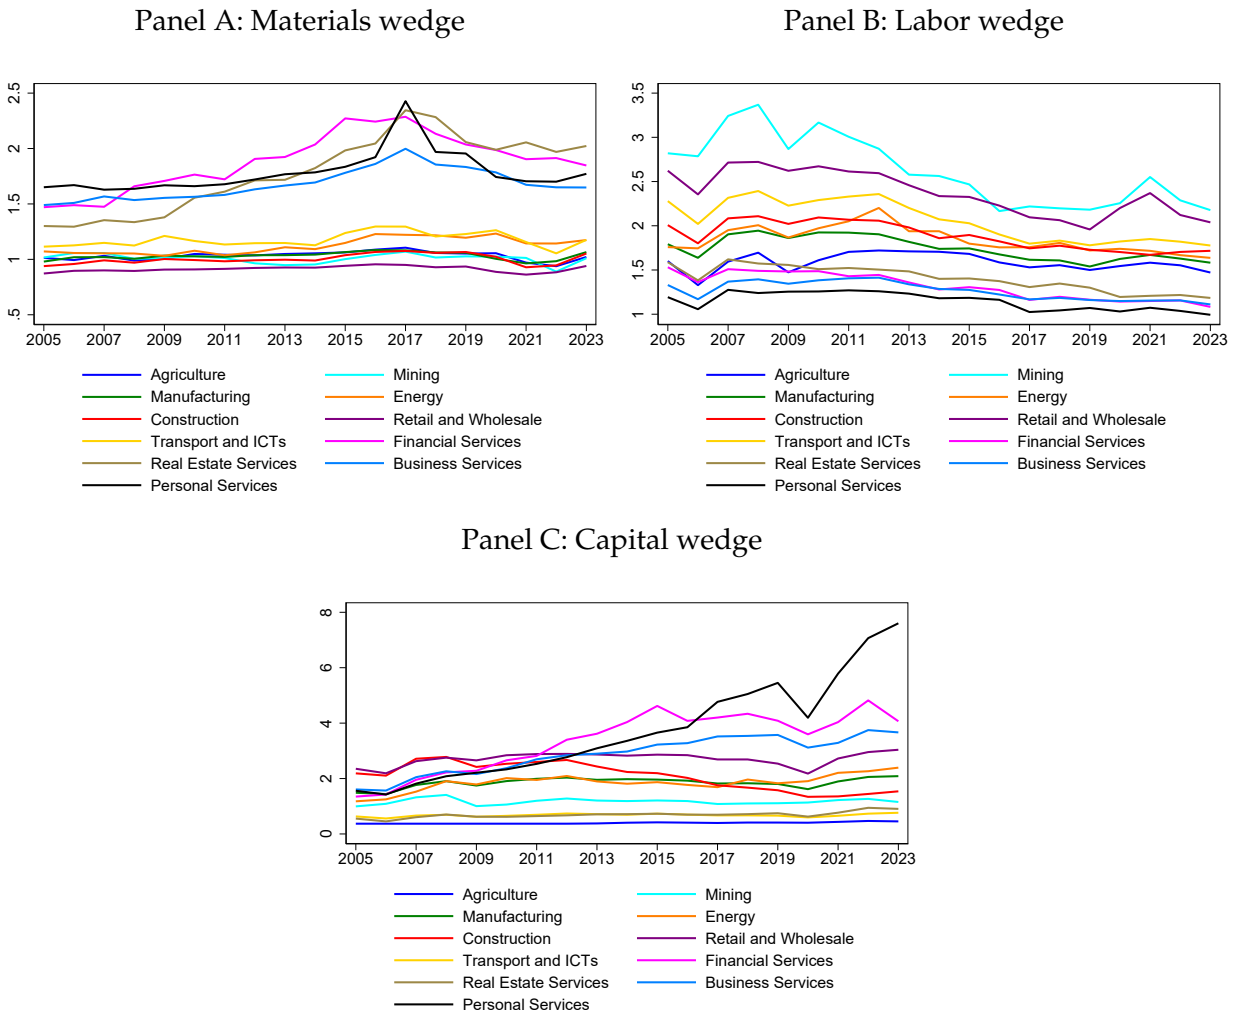 Panel A: Materials wedge
2.5
2
1.5
1
.5
2005 2007 2009 2011 2013 2015 2017 2019 2021 2023
Agriculture Mining
Manufacturing Energy
Construction Retail and Wholesale
Transport and ICTs Financial Services
Real Estate Services Business Services
Personal Services
Panel B: Labor wedge
3.5
3
2.5
2
1.5
1
2005 2007 2009 2011 2013 2015 2017 2019 2021 2023
Agriculture Mining
Manufacturing Energy
Construction Retail and Wholesale
Transport and ICTs Financial Services
Real Estate Services Business Services
Personal Services
Panel C: Capital wedge
8
6
4
2
0
2005 2007 2009 2011 2013 2015 2017 2019 2021 2023
Agriculture Mining
Manufacturing Energy
Construction Retail and Wholesale
Transport and ICTs Financial Services
Real Estate Services Business Services
Personal Services